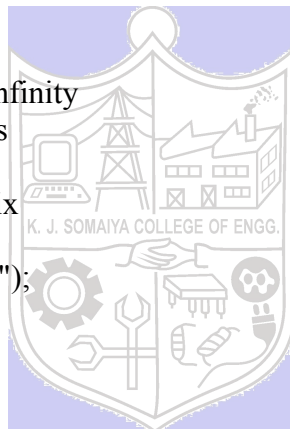 nfinity
s
x
K. J. SOMAIYA COLLEGE OF ENGG.
");